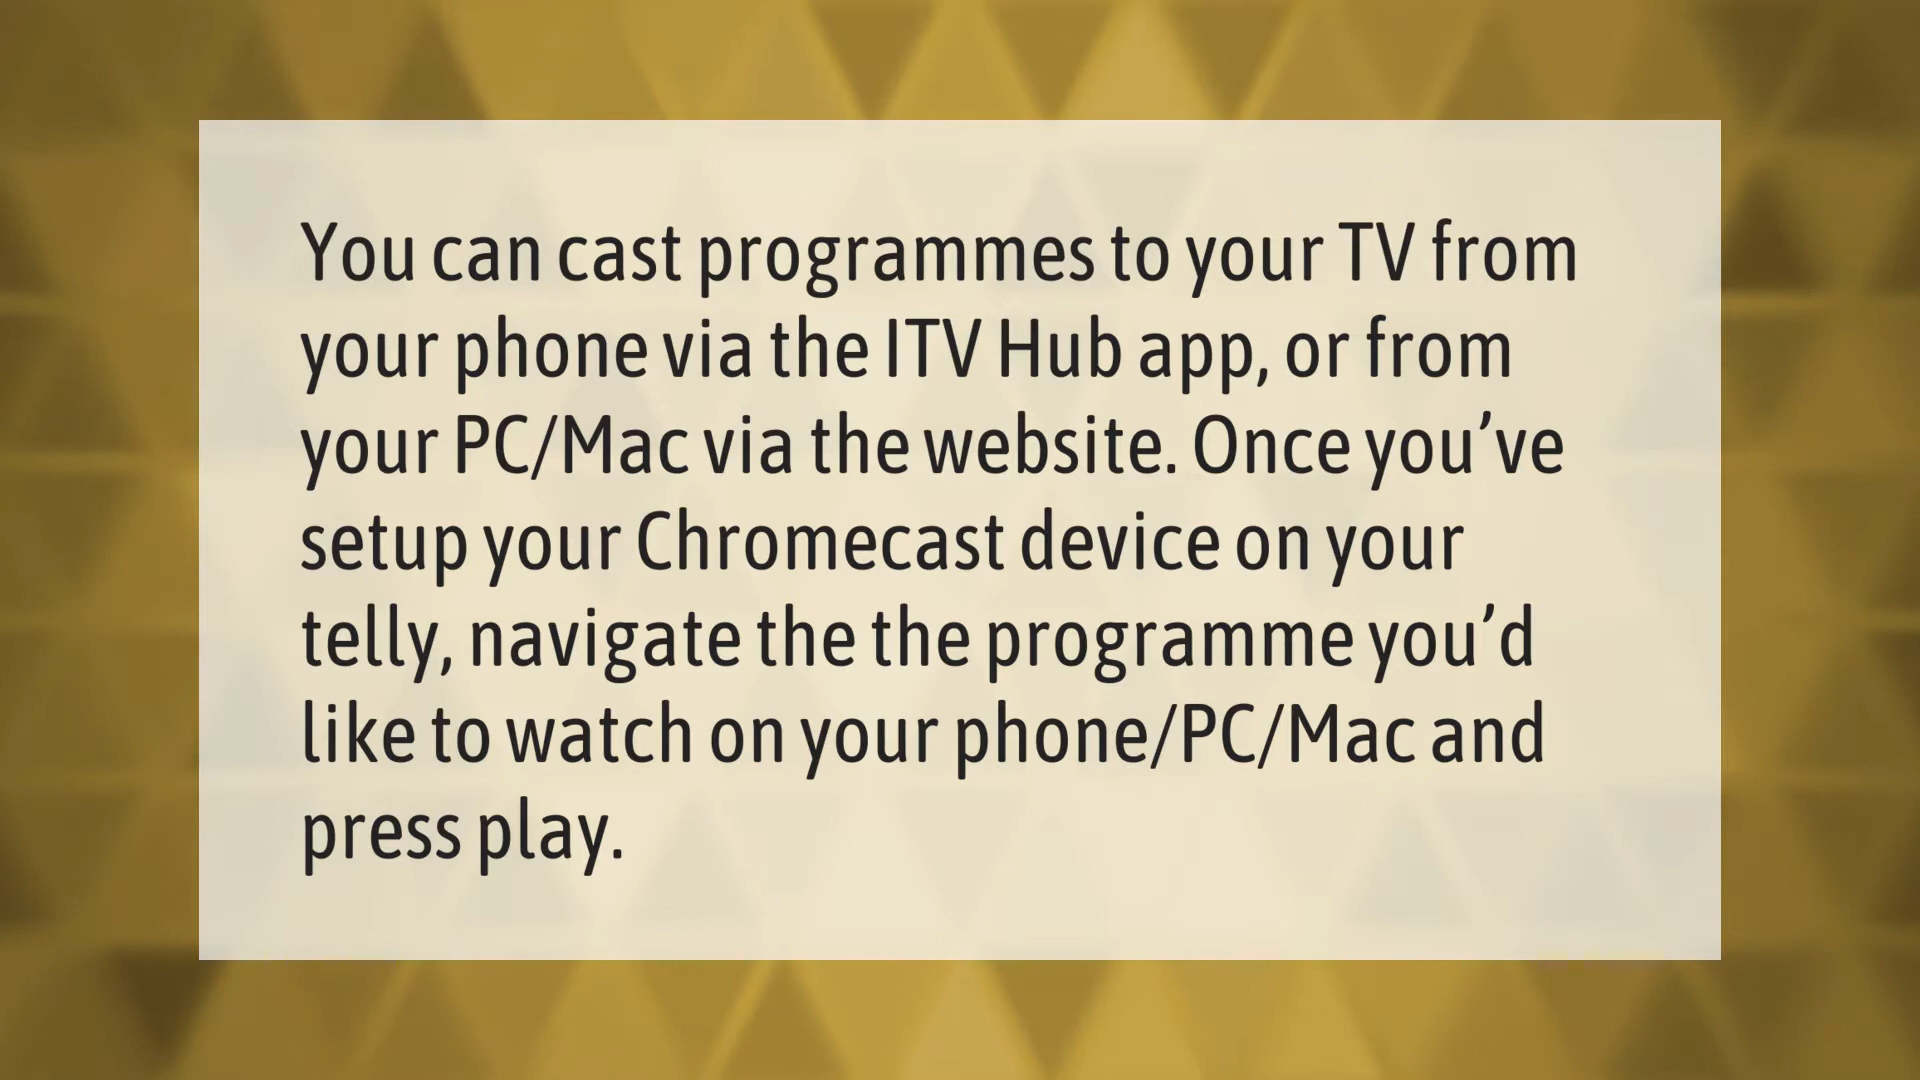 You can cast programmes to your TV from
your phone via the ITV Hub app, or from
your PC/Mac via the website. Once you’ve
setup your Chromecast device on your
telly, navigate the the programme you’d
like to watch on your phone/PC/Mac and
press play.